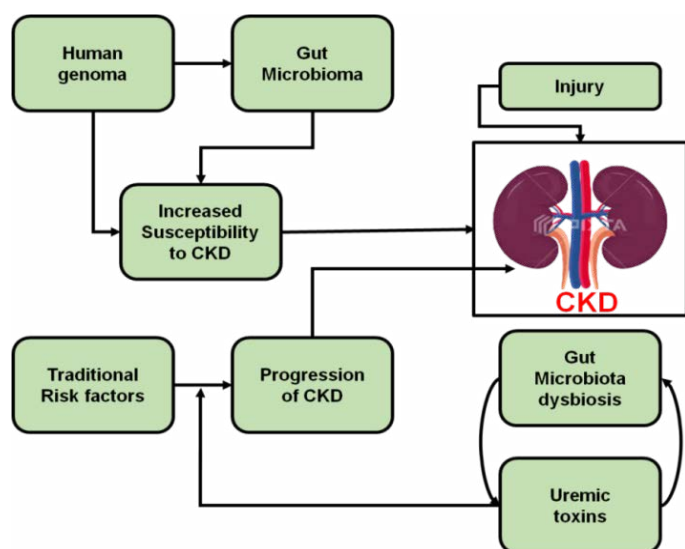 Human
genoma
Gut
Microbioma
Injury
Increased
Susceptibility
to CKD
CKD
Traditional
Risk factors
Progression
of CKD
Gut
Microbiota
dysbiosis
Uremic
toxins